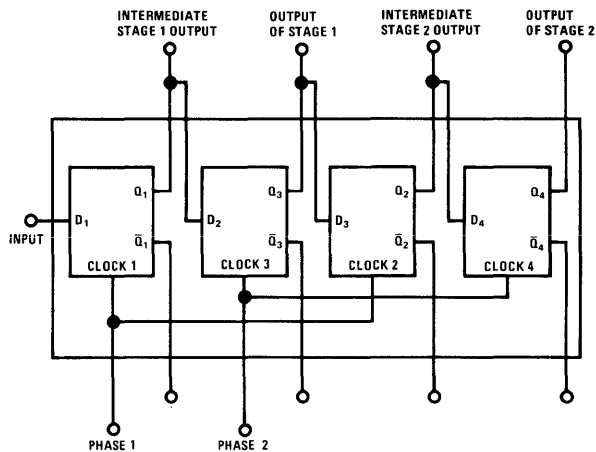 INTERMEDIATE
STAGE 1 OUTPUT
OUTPUT
OF STAGE 1
INTERMEDIATE
STAGE 2 OUTPUT
OUTPUT
OF STAGE 2
INPUT
D1
Q1
Q̅1
CLOCK 1
D2
Q3
Q̅3
CLOCK 3
D3
Q2
Q̅2
CLOCK 2
D4
Q4
Q̅4
CLOCK 4
PHASE 1
PHASE 2